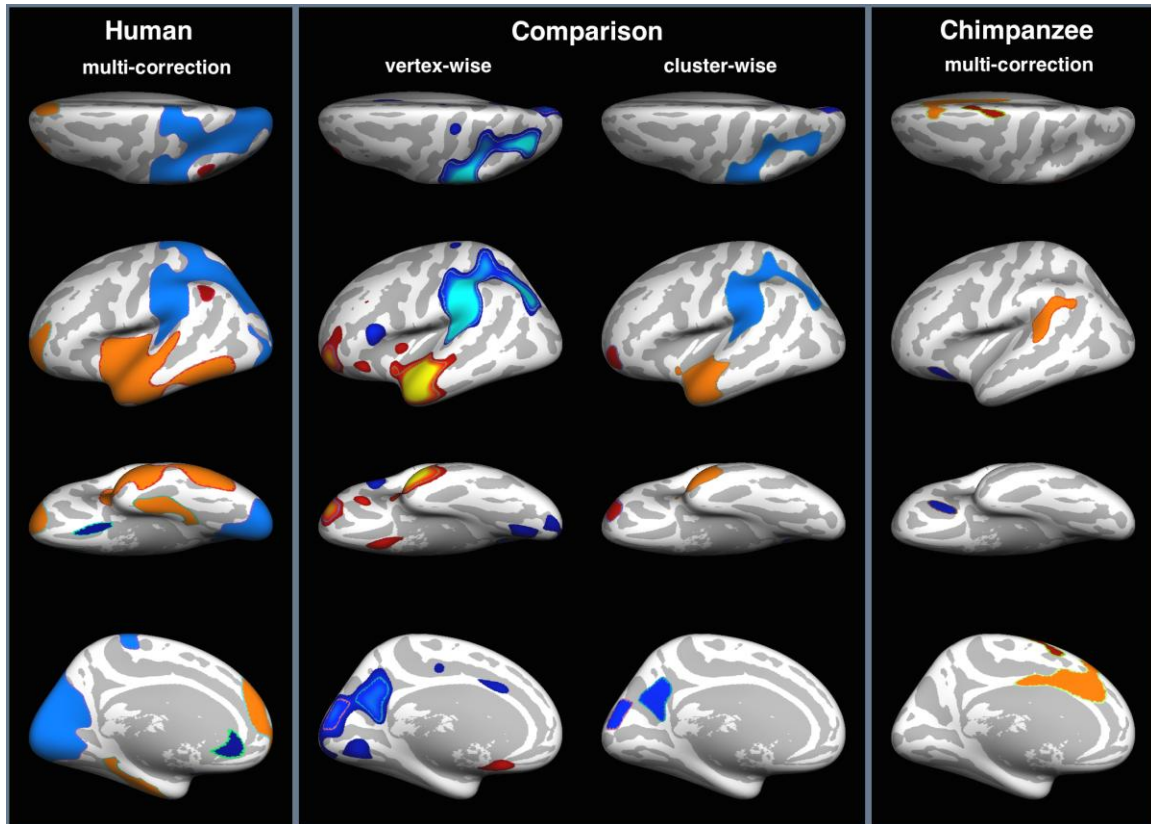 Human
multi-correction
Comparison
vertex-wise
cluster-wise
Chimpanzee
multi-correction